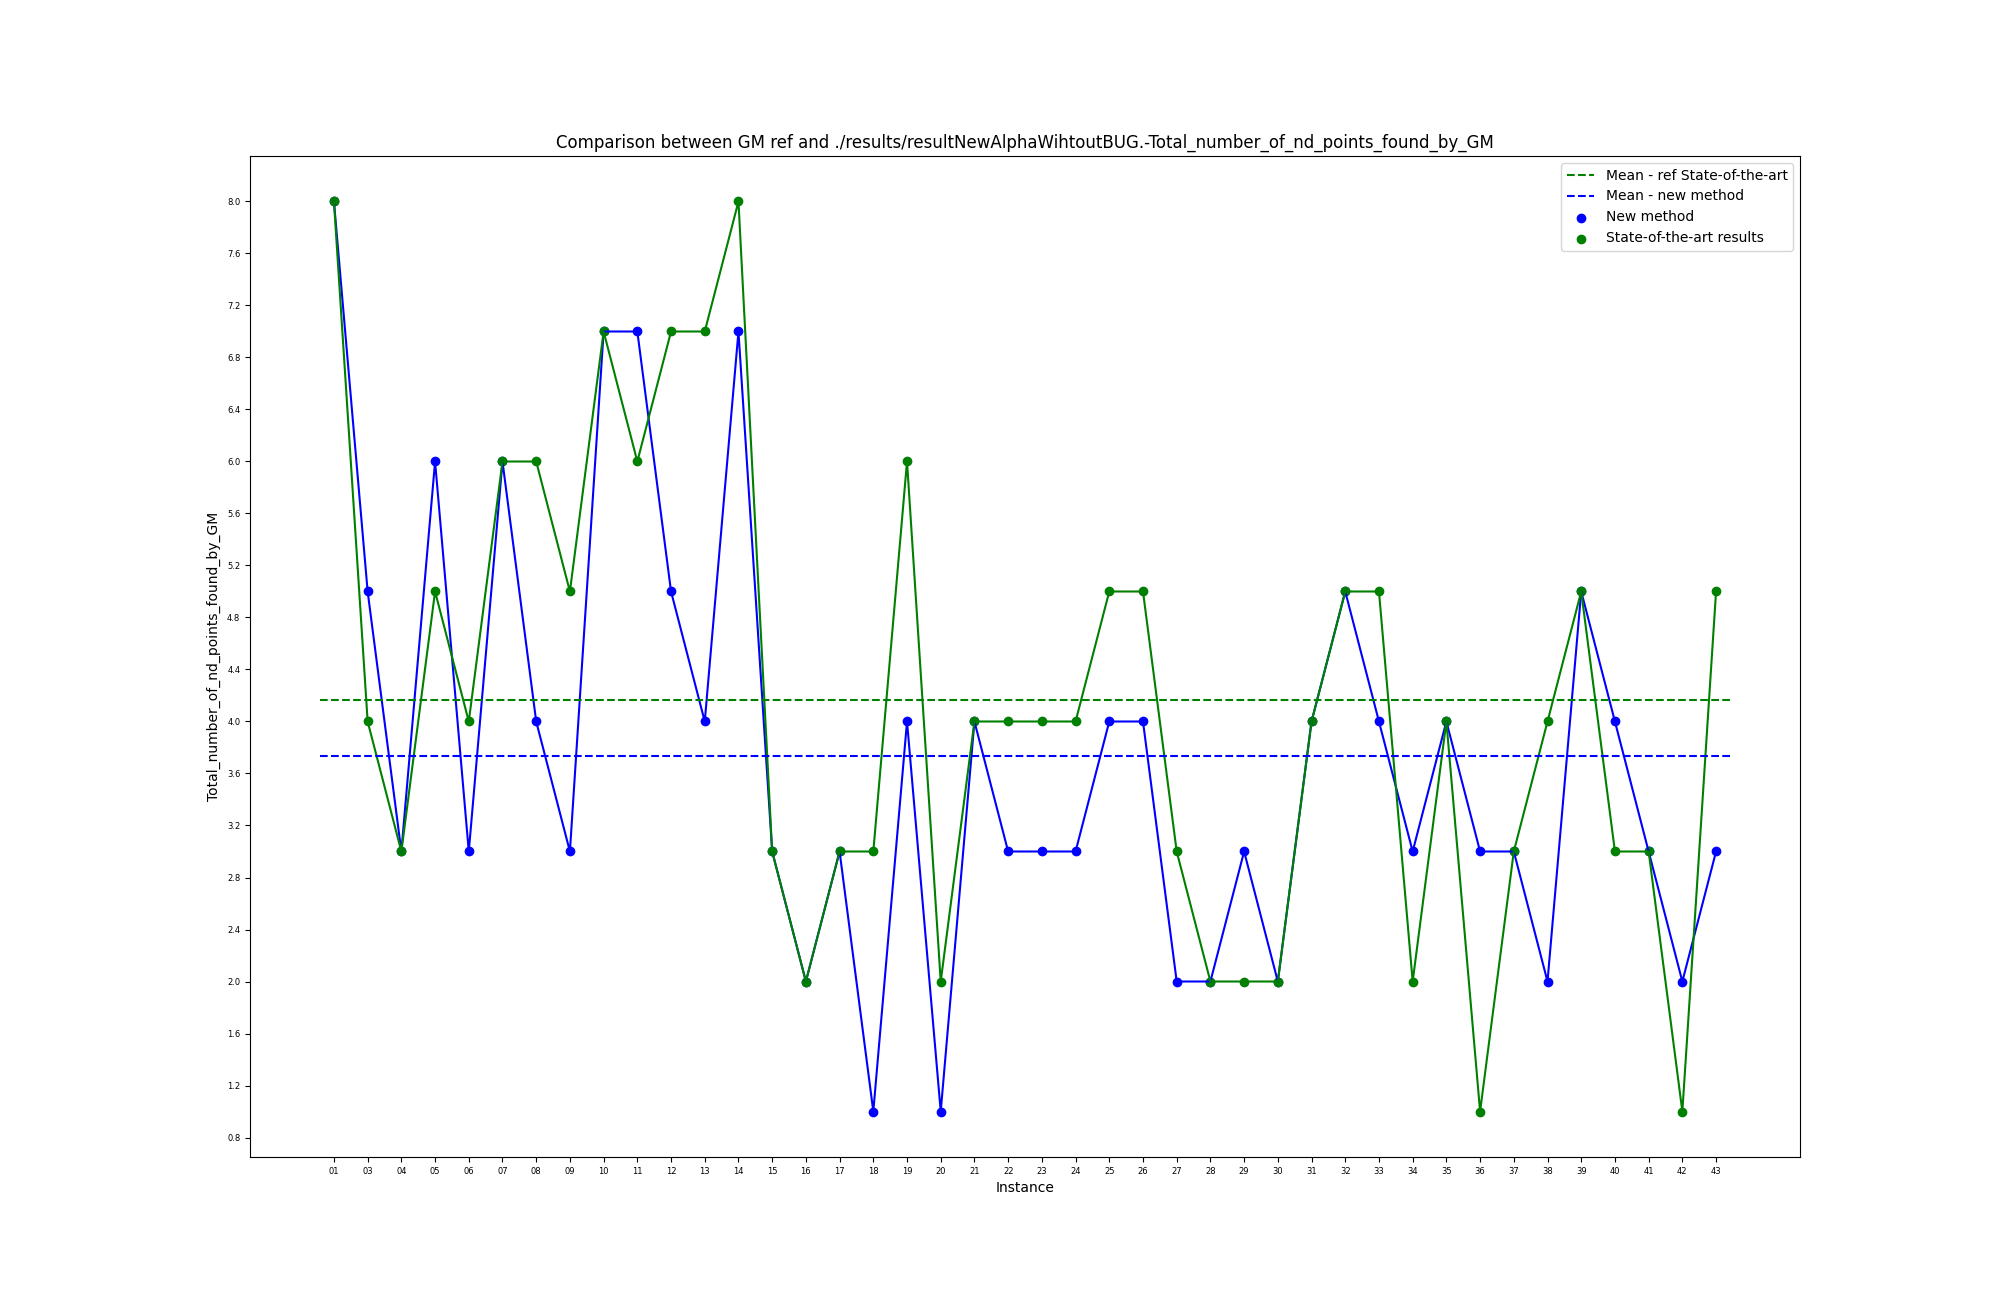 Comparison between GM ref and ./results/resultNewAlphaWihtoutBUG.-Total_number_of_nd_points_found_by_GM
Mean - ref State-of-the-art
Mean - new method
New method
State-of-the-art results
8.0
7.6
7.2
6.8
6.4
6.0
5.6
5.2
4.8
4.4
4.0
3.6
3.2
2.8
2.4
2.0
1.6
1.2
0.8
Total_number_of_nd_points_found_by_GM
01 03 04 05 06 07 08 09 10 11 12 13 14 15 16 17 18 19 20 21 22 23 24 25 26 27 28 29 30 31 32 33 34 35 36 37 38 39 40 41 42 43
Instance